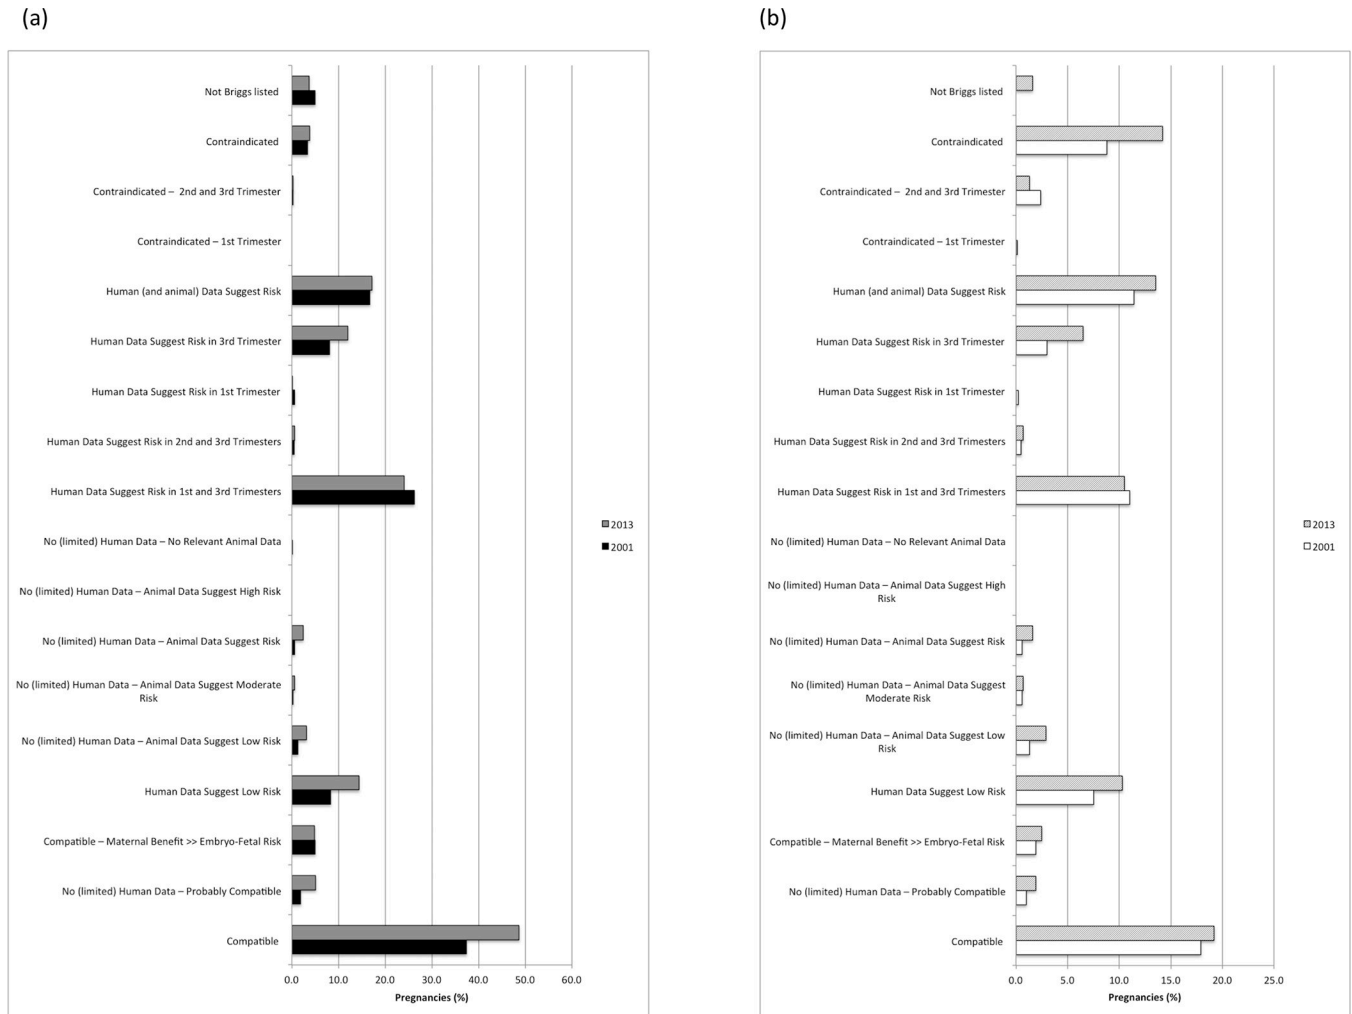 (a)
Not Briggs listed
Contraindicated
Contraindicated – 2nd and 3rd Trimester
Contraindicated – 1st Trimester
Human (and animal) Data Suggest Risk
Human Data Suggest Risk in 3rd Trimester
Human Data Suggest Risk in 1st Trimester
Human Data Suggest Risk in 2nd and 3rd Trimesters
Human Data Suggest Risk in 1st and 3rd Trimesters
No (limited) Human Data – No Relevant Animal Data
No (limited) Human Data – Animal Data Suggest High Risk
No (limited) Human Data – Animal Data Suggest Risk
No (limited) Human Data – Animal Data Suggest Moderate
Risk
No (limited) Human Data – Animal Data Suggest Low Risk
Human Data Suggest Low Risk
Compatible – Maternal Benefit >> Embryo-Fetal Risk
No (limited) Human Data – Probably Compatible
Compatible
0.0 10.0 20.0 30.0 40.0 50.0 60.0
Pregnancies (%)
2013
2001
(b)
Not Briggs listed
Contraindicated
Contraindicated – 2nd and 3rd Trimester
Contraindicated – 1st Trimester
Human (and animal) Data Suggest Risk
Human Data Suggest Risk in 3rd Trimester
Human Data Suggest Risk in 1st Trimester
Human Data Suggest Risk in 2nd and 3rd Trimesters
Human Data Suggest Risk in 1st and 3rd Trimesters
No (limited) Human Data – No Relevant Animal Data
No (limited) Human Data – Animal Data Suggest High
Risk
No (limited) Human Data – Animal Data Suggest Risk
No (limited) Human Data – Animal Data Suggest
Moderate Risk
No (limited) Human Data – Animal Data Suggest Low
Risk
Human Data Suggest Low Risk
Compatible – Maternal Benefit >> Embryo-Fetal Risk
No (limited) Human Data – Probably Compatible
Compatible
0.0 5.0 10.0 15.0 20.0 25.0
Pregnancies (%)
2013
2001